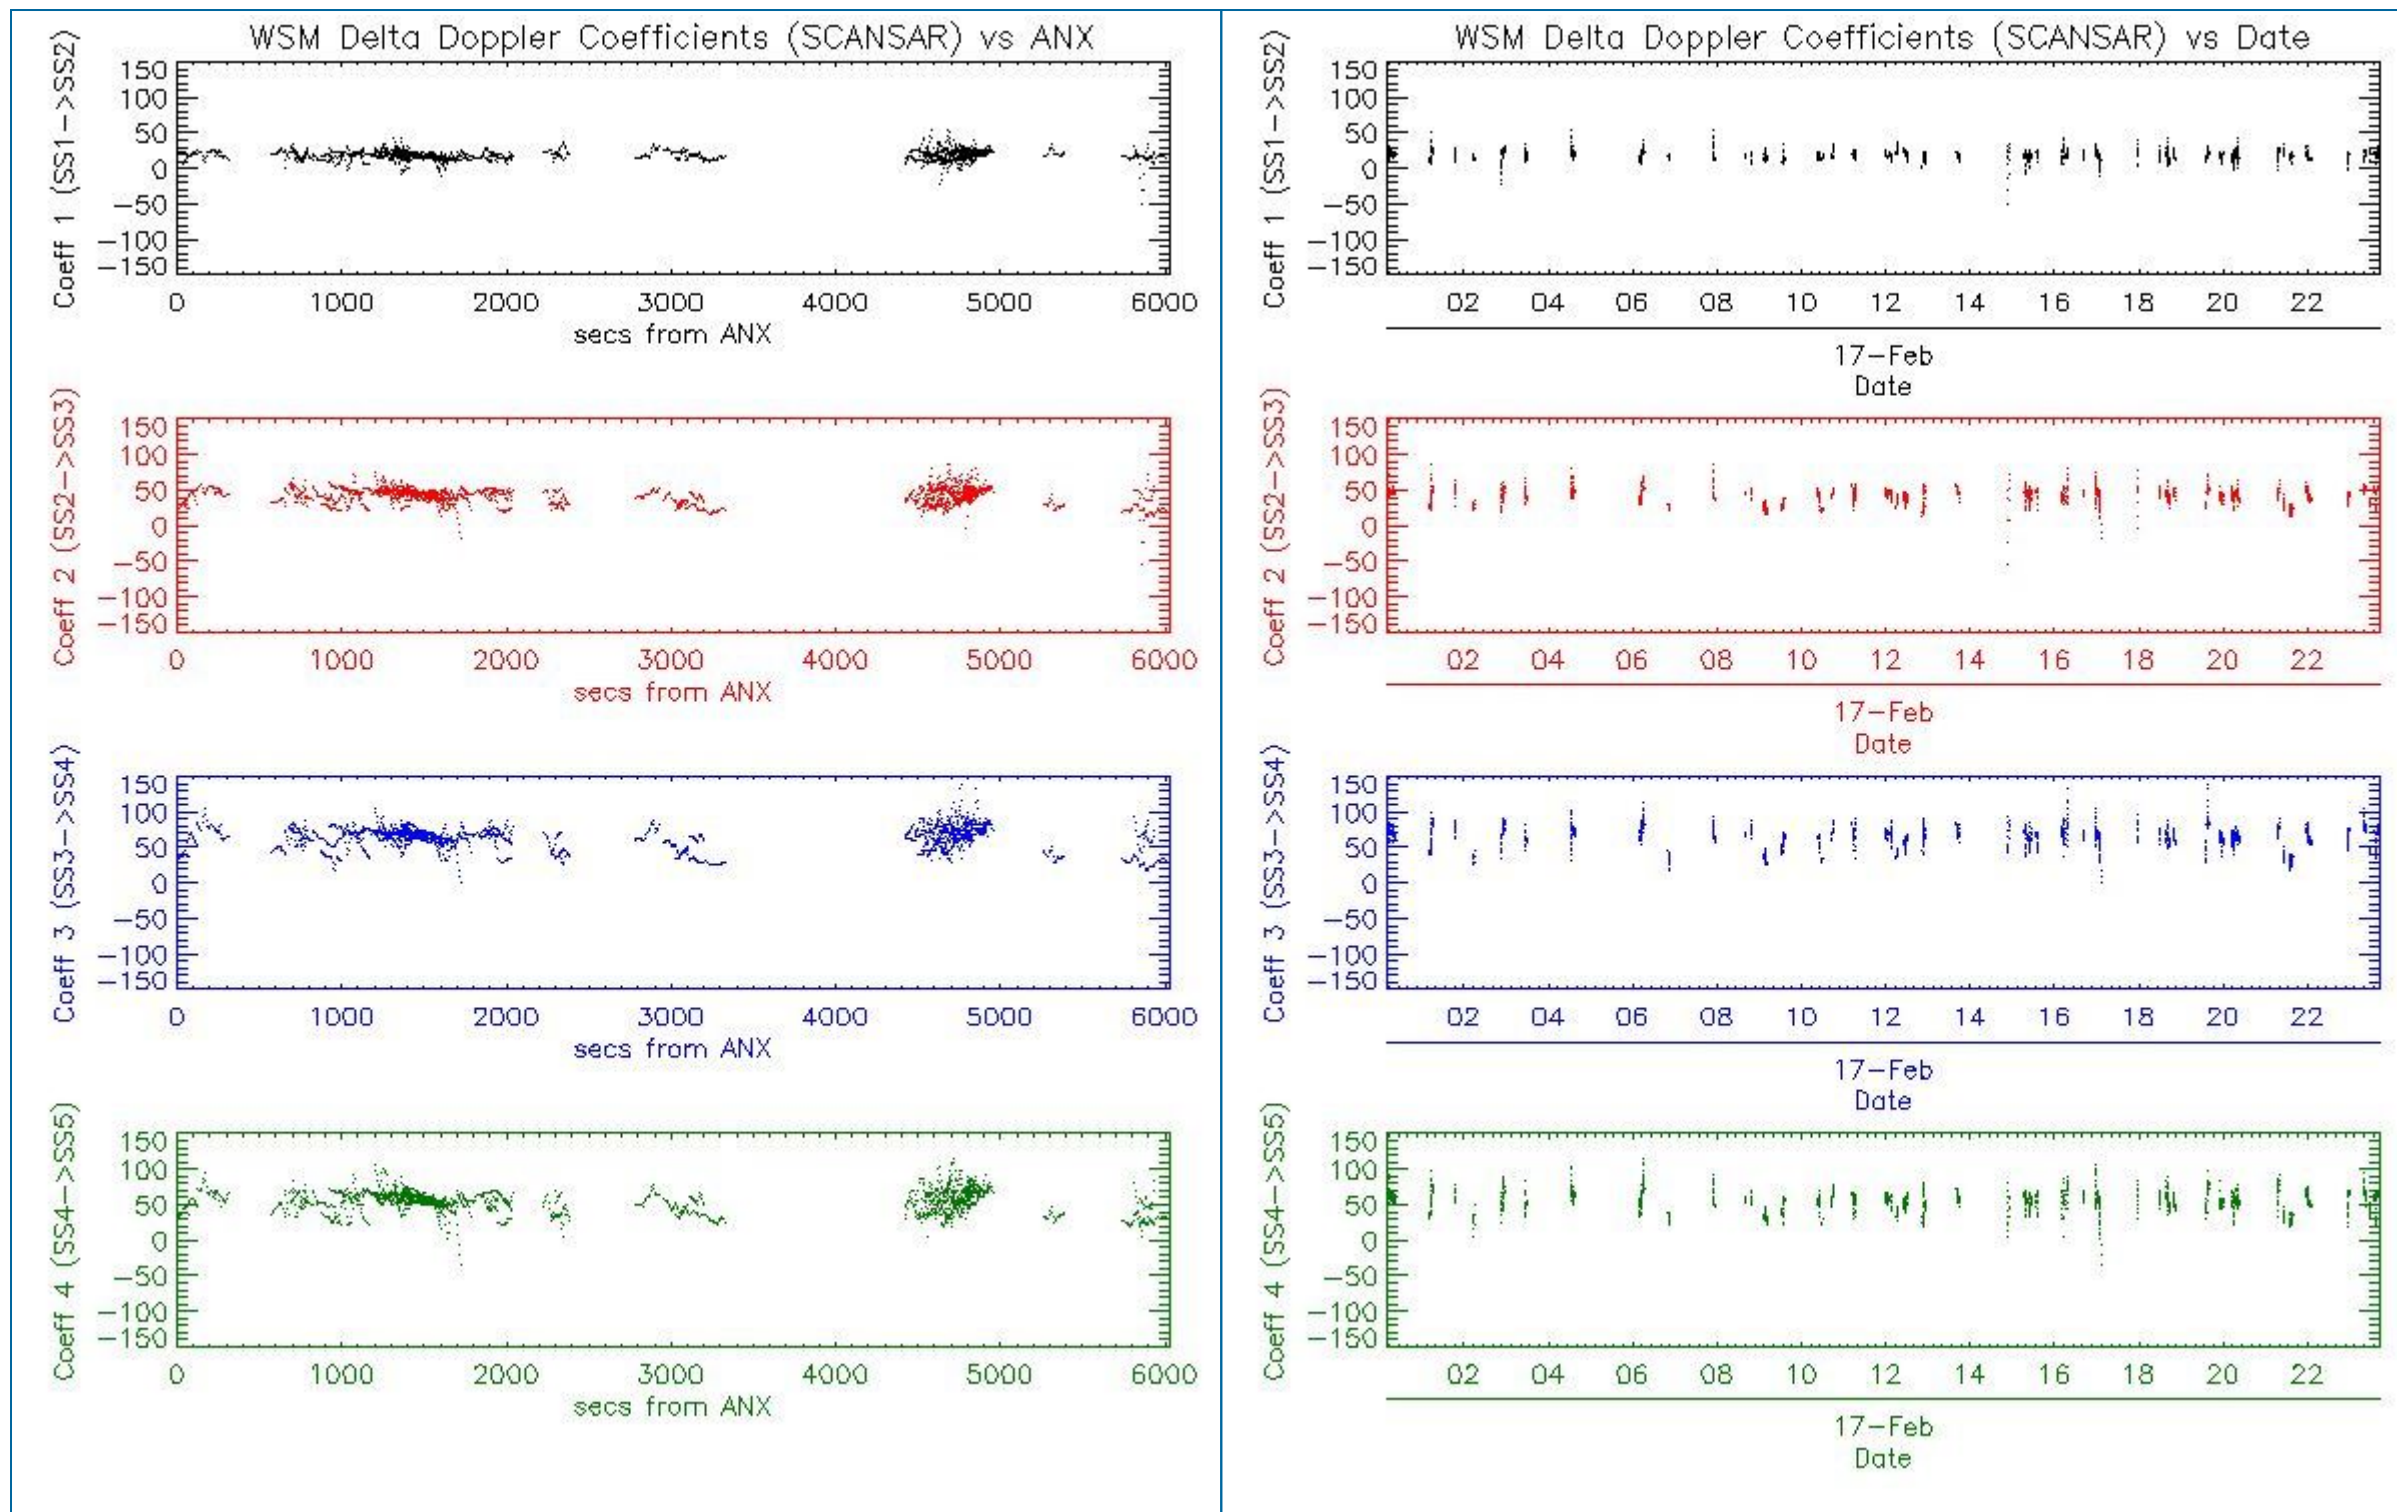 WSM Delta Doppler Coefficients (SCANSAR) vs ANX
Coeff 1 (SS1->SS2)
150
100
50
0
-50
-100
-150
0 1000 2000 3000 4000 5000 6000
secs from ANX
Coeff 2 (SS2->SS3)
150
100
50
0
-50
-100
-150
0 1000 2000 3000 4000 5000 6000
secs from ANX
Coeff 3 (SS3->SS4)
150
100
50
0
-50
-100
-150
0 1000 2000 3000 4000 5000 6000
secs from ANX
Coeff 4 (SS4->SS5)
150
100
50
0
-50
-100
-150
0 1000 2000 3000 4000 5000 6000
secs from ANX
WSM Delta Doppler Coefficients (SCANSAR) vs Date
Coeff 1 (SS1->SS2)
150
100
50
0
-50
-100
-150
02 04 06 08 10 12 14 16 18 20 22
17-Feb
Date
Coeff 2 (SS2->SS3)
150
100
50
0
-50
-100
-150
02 04 06 08 10 12 14 16 18 20 22
17-Feb
Date
Coeff 3 (SS3->SS4)
150
100
50
0
-50
-100
-150
02 04 06 08 10 12 14 16 18 20 22
17-Feb
Date
Coeff 4 (SS4->SS5)
150
100
50
0
-50
-100
-150
02 04 06 08 10 12 14 16 18 20 22
17-Feb
Date